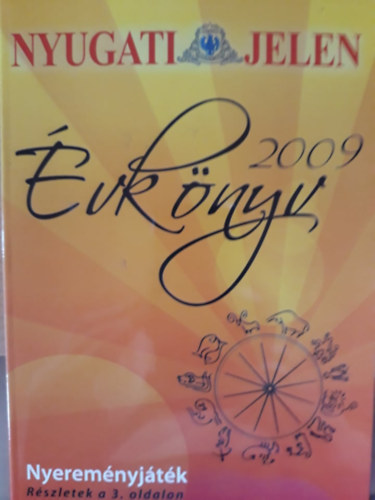 NYUGATI JELEN
2009
Évkönyv
Nyereményjáték
Részletek a 3. oldalon